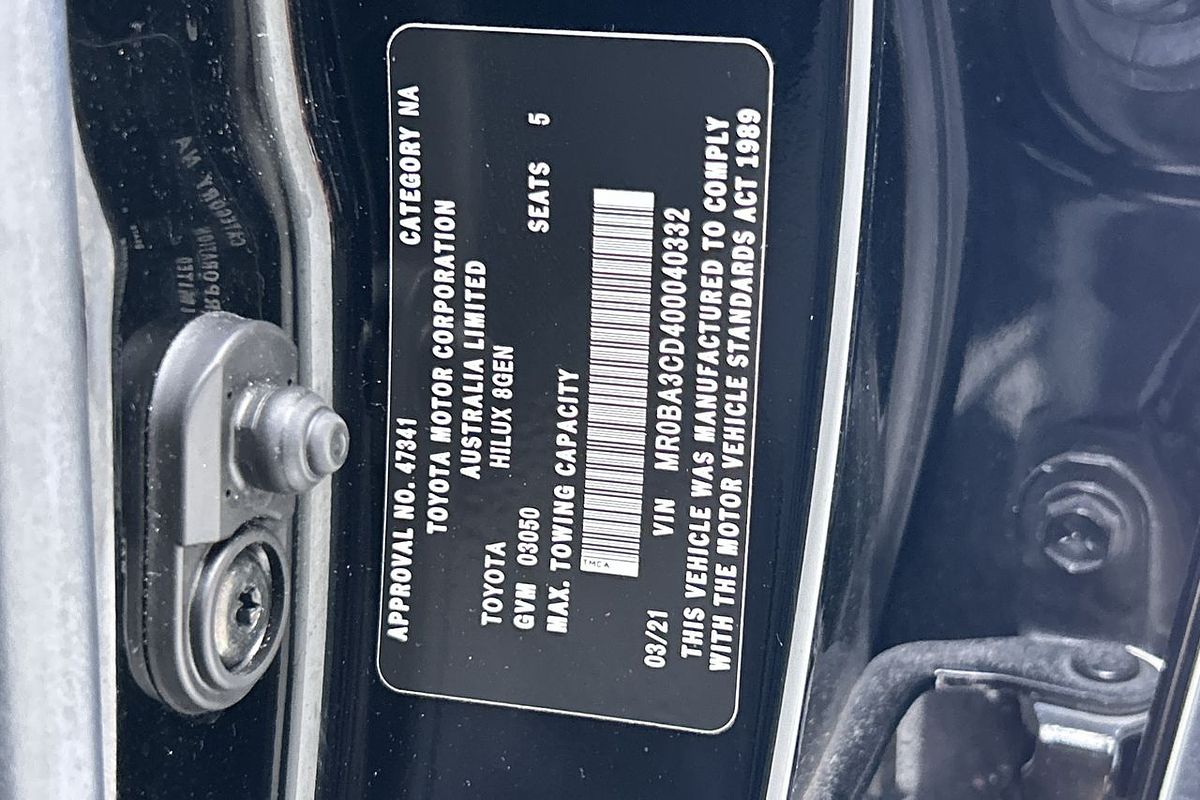 APPROVAL NO. 47341 CATEGORY NA
TOYOTA MOTOR CORPORATION
AUSTRALIA LIMITED
TOYOTA HILUX 8GEN
GVM 03050 SEATS 5
MAX. TOWING CAPACITY
TMCA
03/21 VIN MR0BA3CD400040332
THIS VEHICLE WAS MANUFACTURED TO COMPLY
WITH THE MOTOR VEHICLE STANDARDS ACT 1989